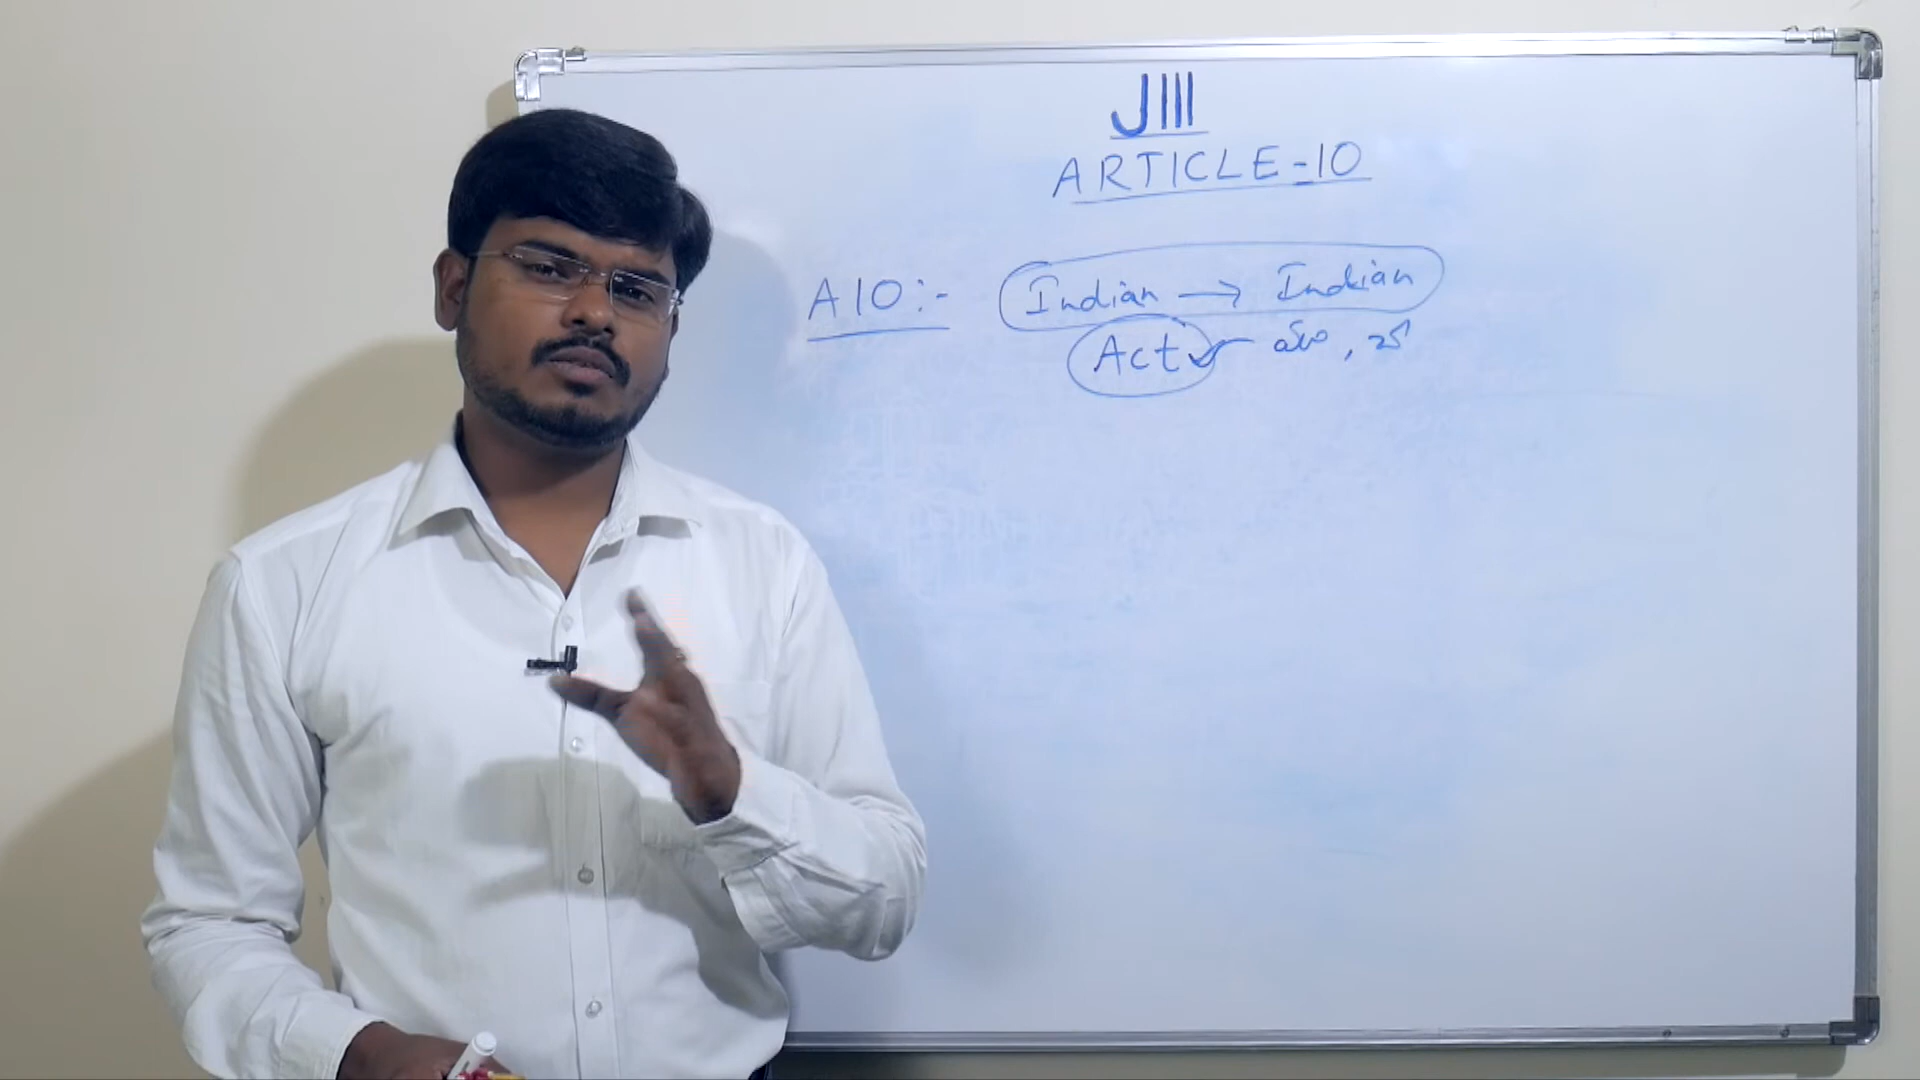 JIII
ARTICLE-10
A10:- Indian → Indian
Act